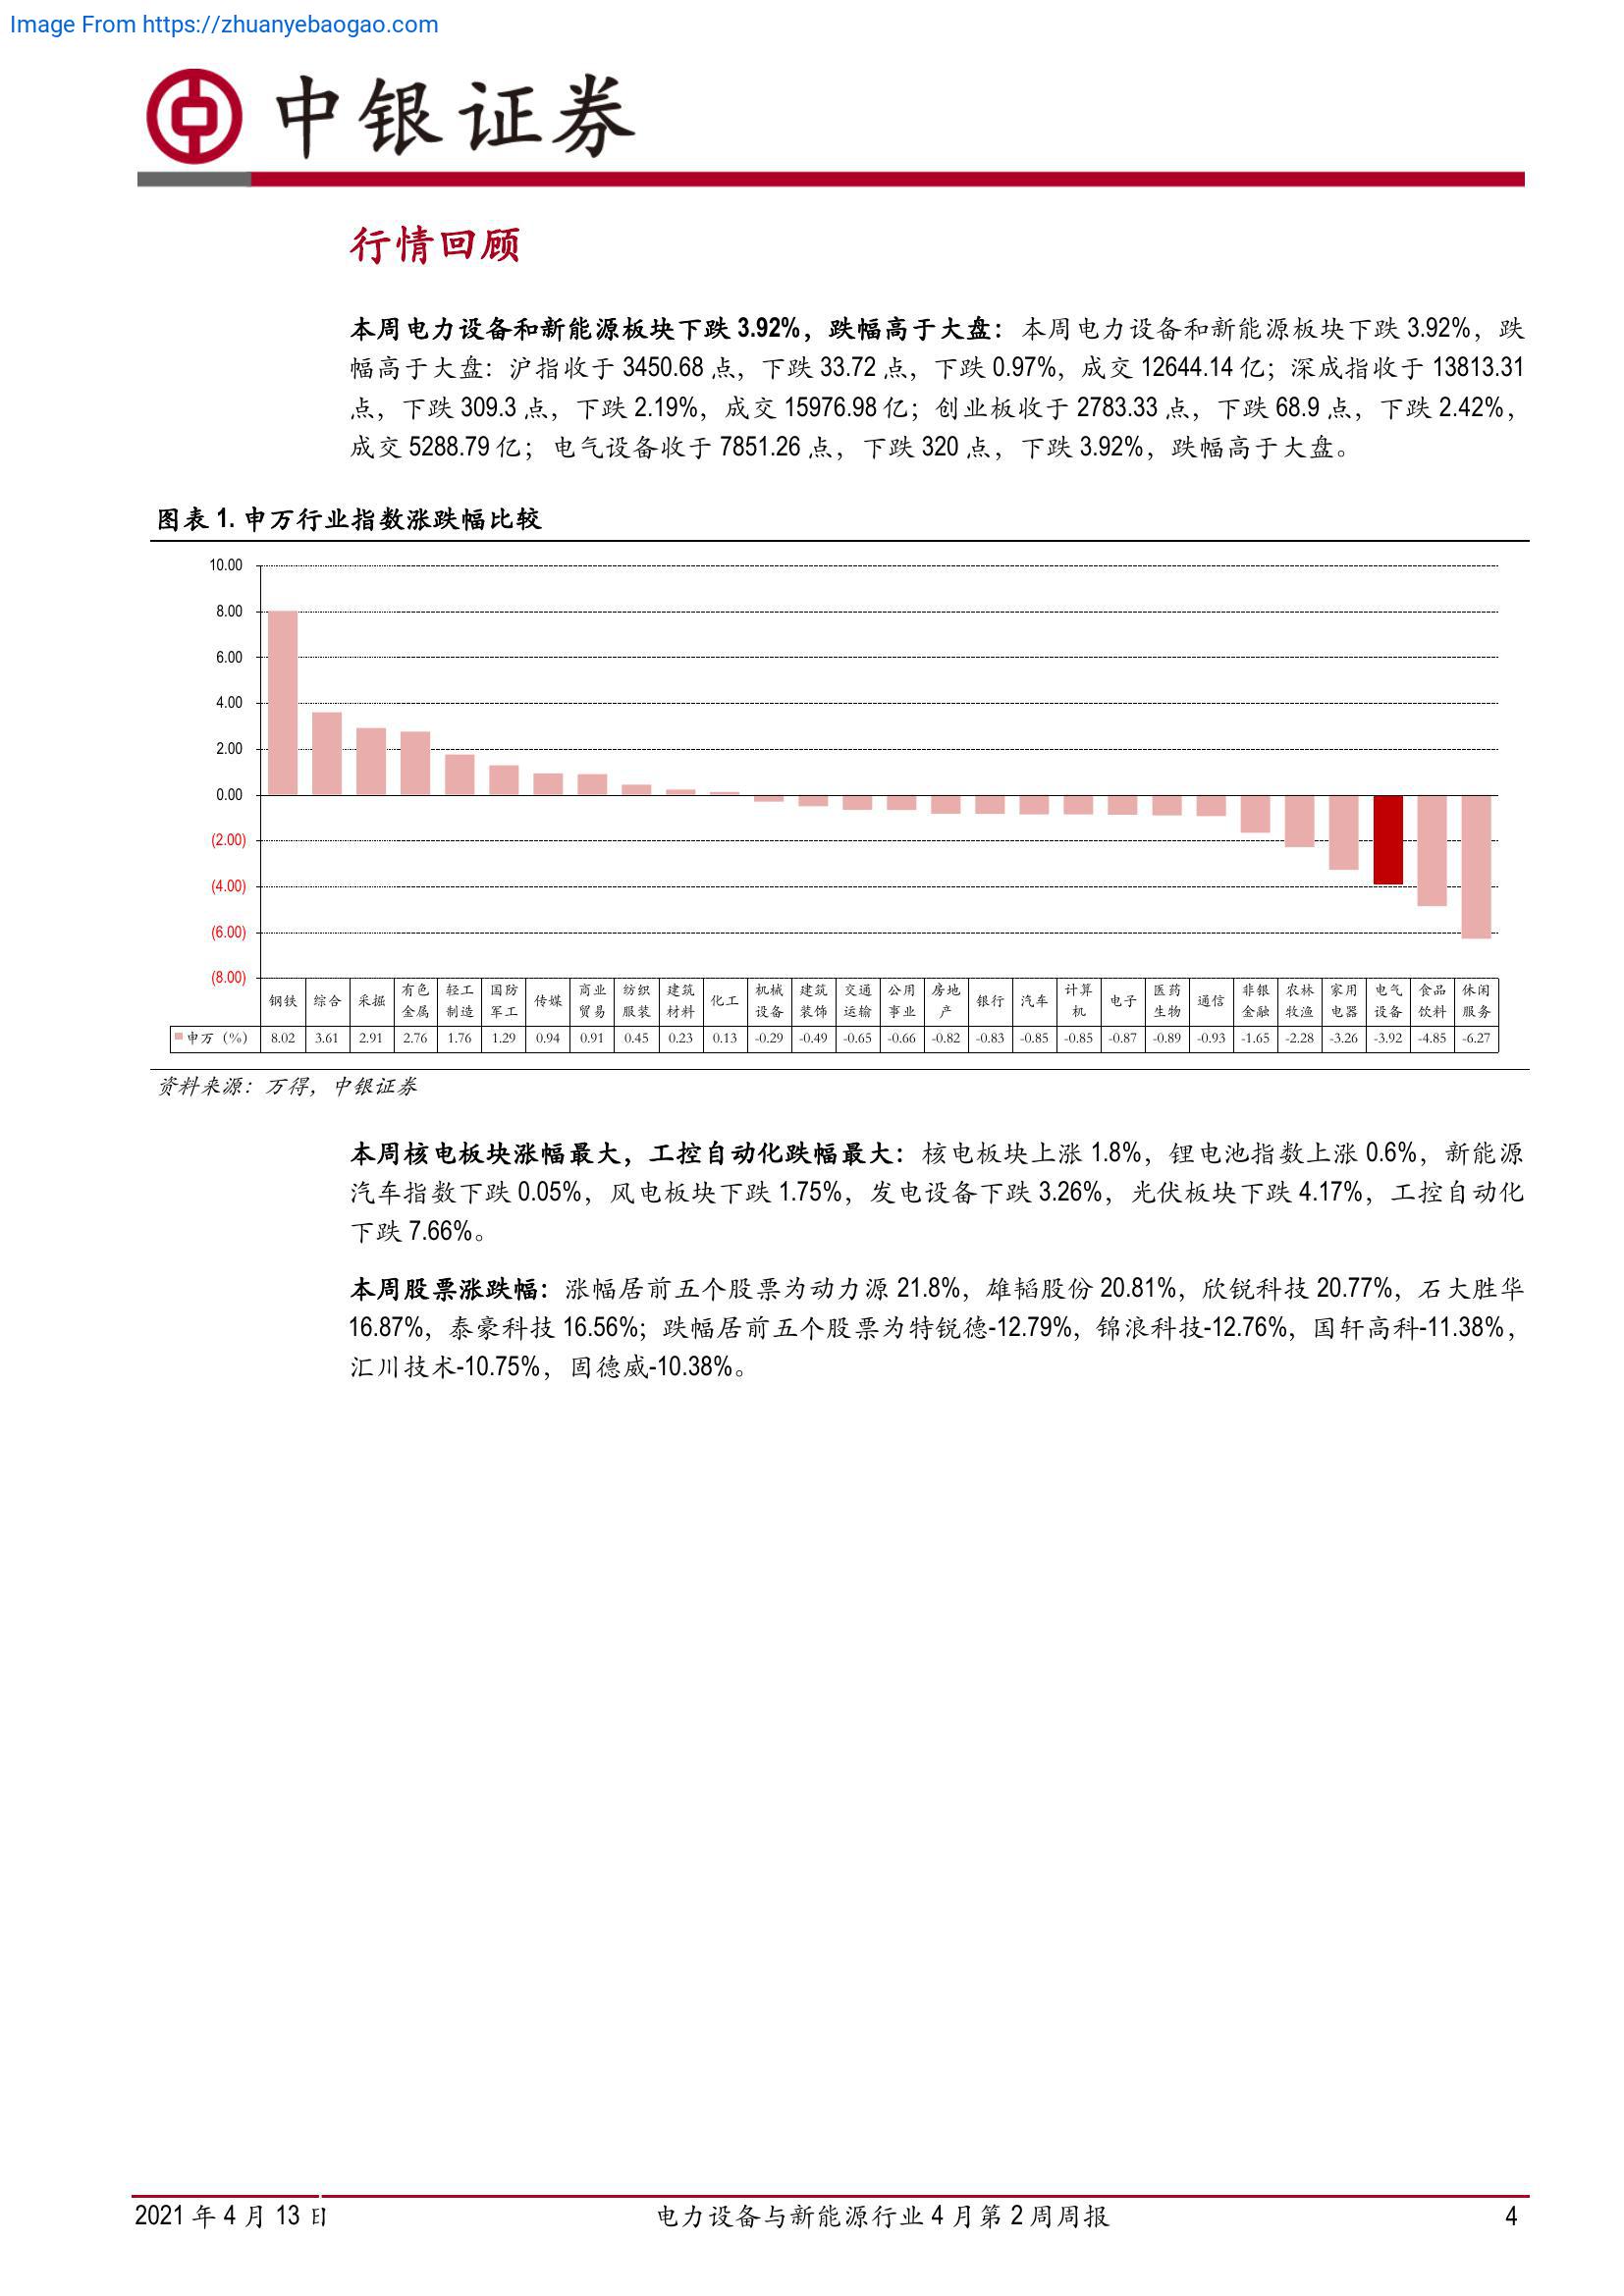 Image From https://zhuanyebaogao.com
中银证券
行情回顾
本周电力设备和新能源板块下跌 3.92%，跌幅高于大盘：本周电力设备和新能源板块下跌 3.92%，跌
幅高于大盘：沪指收于 3450.68 点，下跌 33.72 点，下跌 0.97%，成交 12644.14 亿；深成指收于 13813.31
点，下跌 309.3 点，下跌 2.19%，成交 15976.98 亿；创业板收于 2783.33 点，下跌 68.9 点，下跌 2.42%，
成交 5288.79 亿；电气设备收于 7851.26 点，下跌 320 点，下跌 3.92%，跌幅高于大盘。
图表 1. 申万行业指数涨跌幅比较
10.00
8.00
6.00
4.00
2.00
0.00
(2.00)
(4.00)
(6.00)
(8.00)
钢铁 综合 采掘 有色金属 轻工制造 国防军工 传媒 商业贸易 纺织服装 建筑材料 化工 机械设备 建筑装饰 交通运输 公用事业 房地产 银行 汽车 计算机 电子 医药生物 通信 非银金融 农林牧渔 家用电器 电气设备 食品饮料 休闲服务
申万（%） 8.02 3.61 2.91 2.76 1.76 1.29 0.94 0.91 0.45 0.23 0.13 -0.29 -0.49 -0.65 -0.66 -0.82 -0.83 -0.85 -0.85 -0.87 -0.89 -0.93 -1.65 -2.28 -3.26 -3.92 -4.85 -6.27
资料来源：万得，中银证券
本周核电板块涨幅最大，工控自动化跌幅最大：核电板块上涨 1.8%，锂电池指数上涨 0.6%，新能源
汽车指数下跌 0.05%，风电板块下跌 1.75%，发电设备下跌 3.26%，光伏板块下跌 4.17%，工控自动化
下跌 7.66%。
本周股票涨跌幅：涨幅居前五个股票为动力源 21.8%，雄韬股份 20.81%，欣锐科技 20.77%，石大胜华
16.87%，泰豪科技 16.56%；跌幅居前五个股票为特锐德-12.79%，锦浪科技-12.76%，国轩高科-11.38%，
汇川技术-10.75%，固德威-10.38%。
2021 年 4 月 13 日
电力设备与新能源行业 4 月第 2 周周报
4